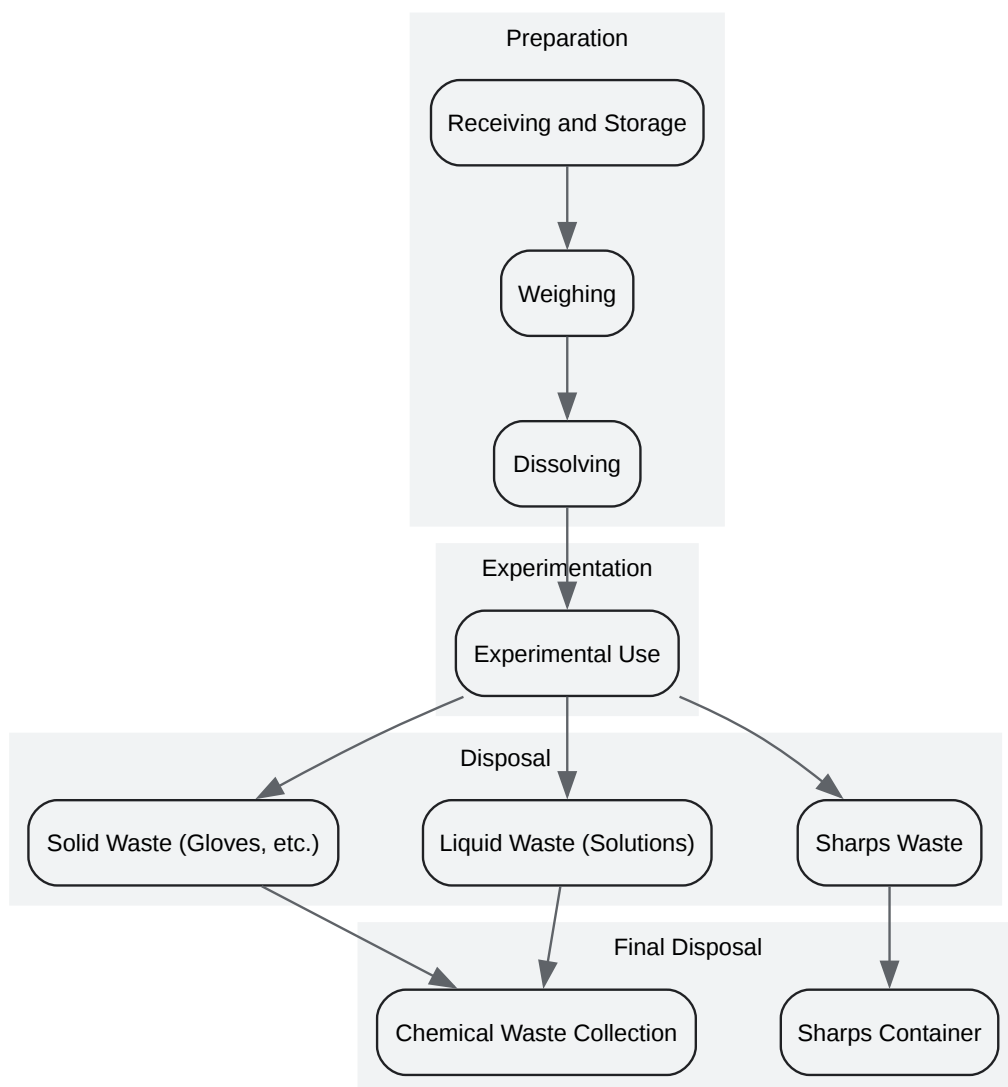 Preparation
Receiving and Storage
Weighing
Dissolving
Experimentation
Experimental Use
Disposal
Solid Waste (Gloves, etc.)
Liquid Waste (Solutions)
Sharps Waste
Final Disposal
Chemical Waste Collection
Sharps Container